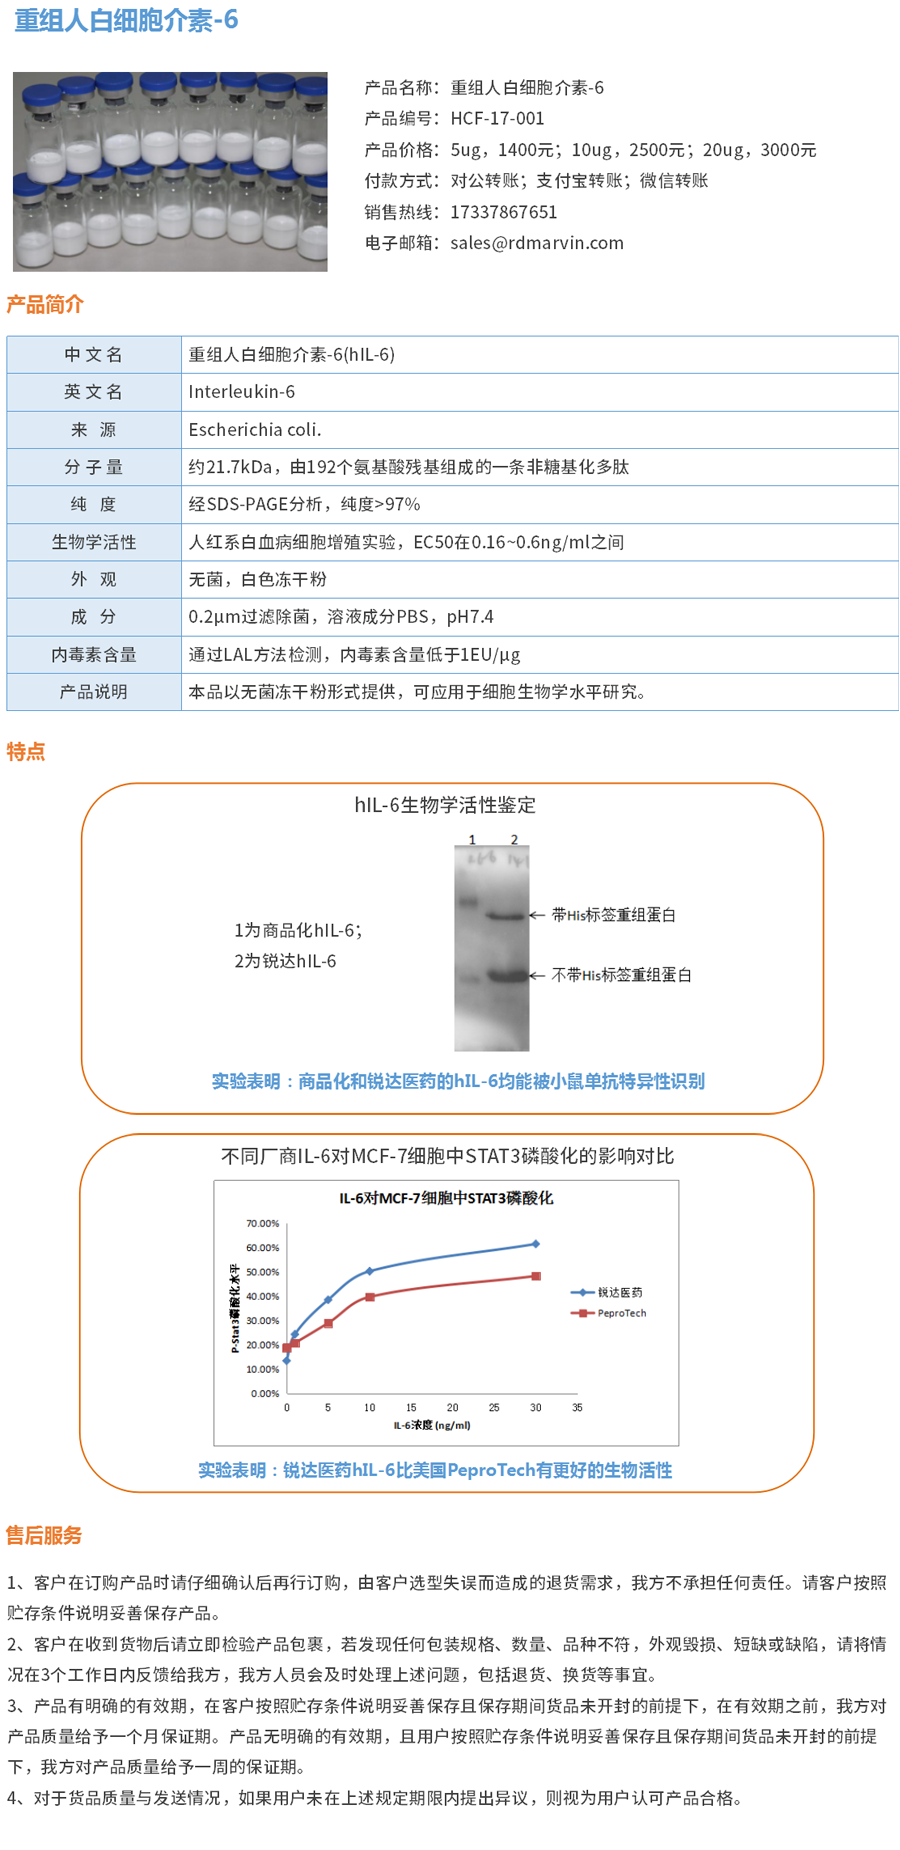 重组人白细胞介素-6
产品名称：重组人白细胞介素-6
产品编号：HCF-17-001
产品价格：5ug，1400元；10ug，2500元；20ug，3000元
付款方式：对公转账；支付宝转账；微信转账
销售热线：17337867651
电子邮箱：sales@rdmarvin.com
产品简介
中文名 重组人白细胞介素-6(hIL-6)
英文名 Interleukin-6
来 源 Escherichia coli.
分子量 约21.7kDa，由192个氨基酸残基组成的一条非糖基化多肽
纯 度 经SDS-PAGE分析，纯度>97%
生物学活性 人红系白血病细胞增殖实验，EC50在0.16~0.6ng/ml之间
外 观 无菌，白色冻干粉
成 分 0.2μm过滤除菌，溶液成分PBS，pH7.4
内毒素含量 通过LAL方法检测，内毒素含量低于1EU/μg
产品说明 本品以无菌冻干粉形式提供，可应用于细胞生物学水平研究。
特点
hIL-6生物学活性鉴定
1 2
带His标签重组蛋白
1为商品化hIL-6；
2为锐达hIL-6
不带His标签重组蛋白
实验表明：商品化和锐达医药的hIL-6均能被小鼠单抗特异性识别
不同厂商IL-6对MCF-7细胞中STAT3磷酸化的影响对比
IL-6对MCF-7细胞中STAT3磷酸化
P-Stat3磷酸化水平
70.00%
60.00%
50.00%
40.00%
30.00%
20.00%
10.00%
0.00%
锐达医药
PeproTech
0 5 10 15 20 25 30 35
IL-6浓度 (ng/ml)
实验表明：锐达医药hIL-6比美国PeproTech有更好的生物活性
售后服务
1、客户在订购产品时请仔细确认后再行订购，由客户选型失误而造成的退货需求，我方不承担任何责任。请客户按照
贮存条件说明妥善保存产品。
2、客户在收到货物后请立即检验产品包裹，若发现任何包装规格、数量、品种不符，外观毁损、短缺或缺陷，请将情
况在3个工作日内反馈给我方，我方人员会及时处理上述问题，包括退货、换货等事宜。
3、产品有明确的有效期，在客户按照贮存条件说明妥善保存且保存期间货品未开封的前提下，在有效期之前，我方对
产品质量给予一个月保证期。产品无明确的有效期，且用户按照贮存条件说明妥善保存且保存期间货品未开封的前提
下，我方对产品质量给予一周的保证期。
4、对于货品质量与发送情况，如果用户未在上述规定期限内提出异议，则视为用户认可产品合格。